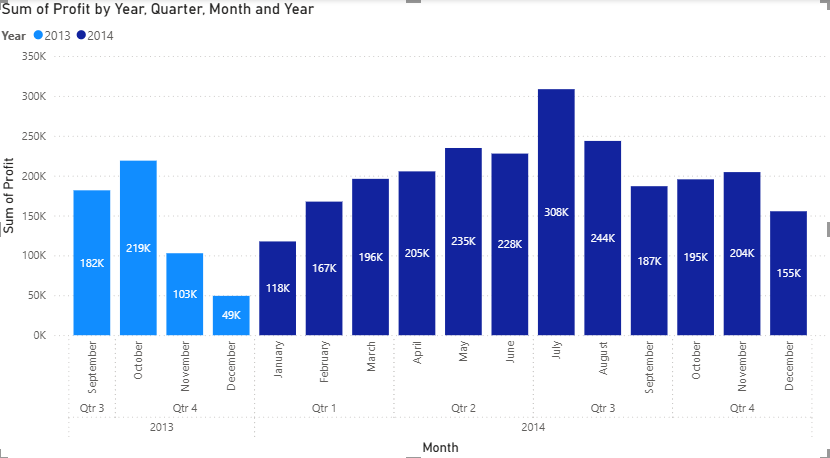 Sum of Profit by Year, Quarter, Month and Year
Year 2013 2014
350K
300K
250K
200K
150K
100K
50K
0K
Sum of Profit
182K
219K
103K
49K
118K
167K
196K
205K
235K
228K
308K
244K
187K
195K
204K
155K
September
October
November
December
January
February
March
April
May
June
July
August
September
October
November
December
Qtr 3 Qtr 4 Qtr 1 Qtr 2 Qtr 3 Qtr 4
2013 2014
Month